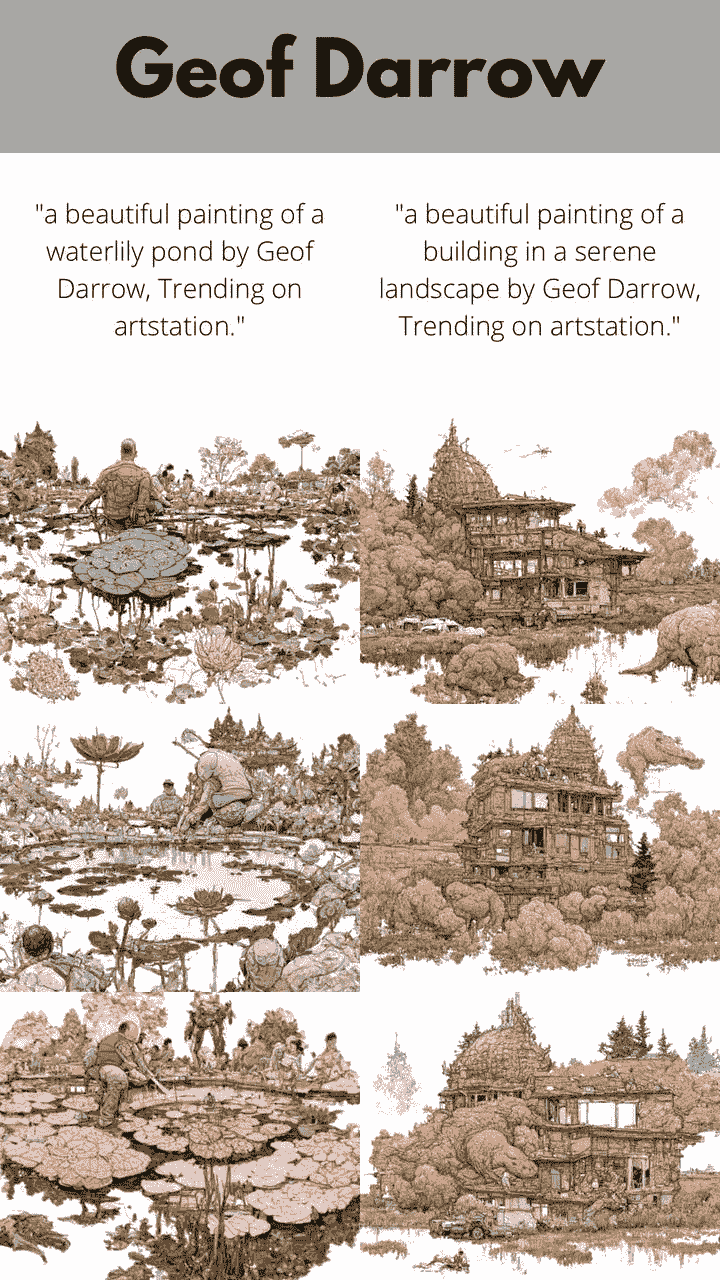 Geof Darrow
"a beautiful painting of a
waterlily pond by Geof
Darrow, Trending on
artstation."
"a beautiful painting of a
building in a serene
landscape by Geof Darrow,
Trending on artstation."